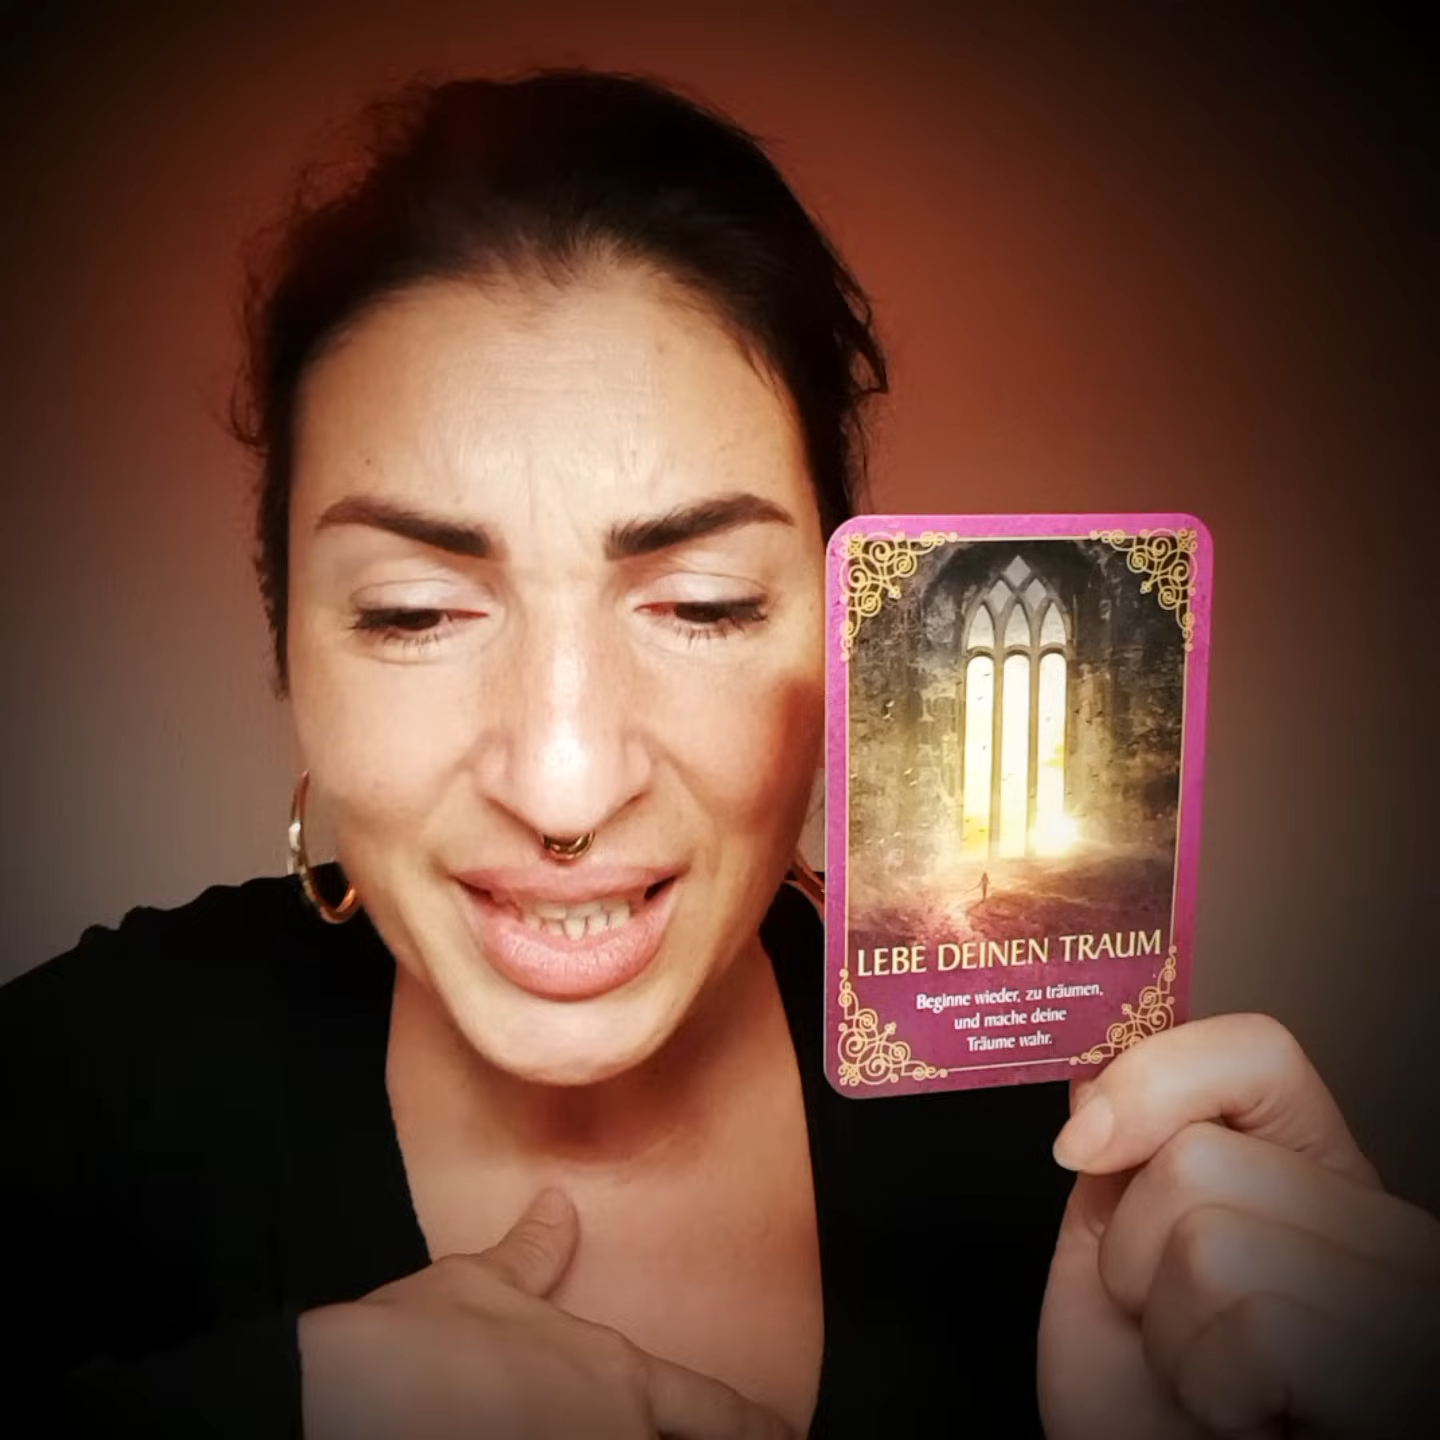 LEBE DEINEN TRAUM
Beginne wieder, zu träumen,
und mache deine
Träume wahr.